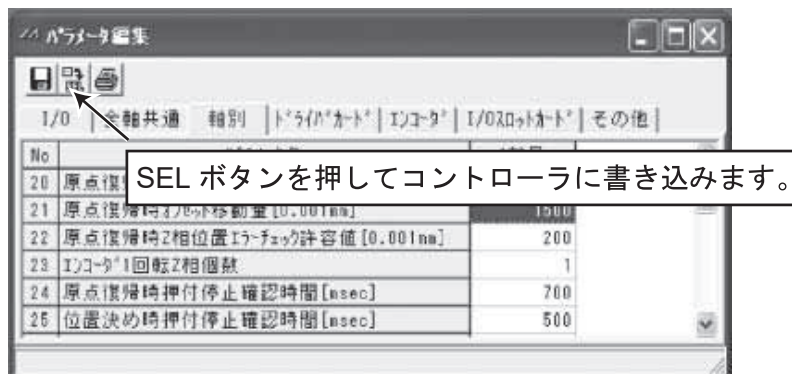 パラメータ編集
I/O 全軸共通 軸別 ﾄﾞﾗｲﾊﾞｶｰﾄﾞ ｴﾝｺｰﾀﾞ I/Oｽﾛｯﾄｶｰﾄﾞ その他
No
SEL ボタンを押してコントローラに書き込みます。
20 原点復帰
21 原点復帰時ｵﾌｾｯﾄ移動量[0.001mm] 1500
22 原点復帰時Z相位置ｴﾗｰﾁｪｯｸ許容値[0.001mm] 200
23 ｴﾝｺｰﾀﾞ1回転Z相個数 1
24 原点復帰時押付停止確認時間[msec] 700
25 位置決め時押付停止確認時間[msec] 500